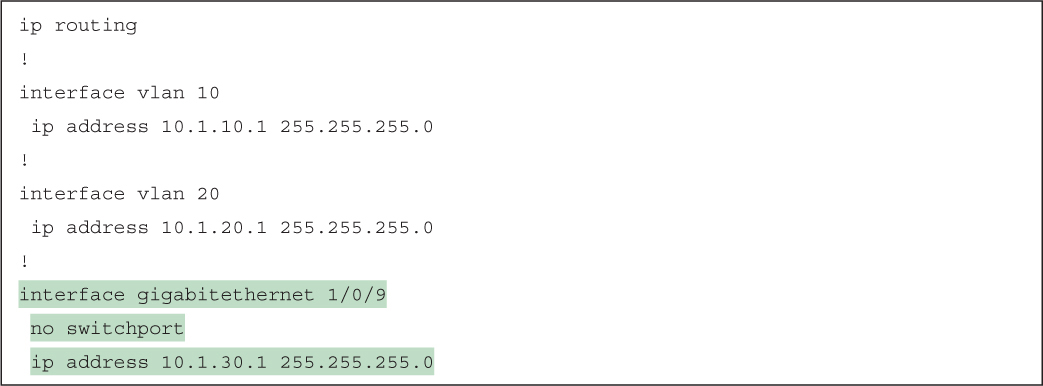 ip routing
!
interface vlan 10
 ip address 10.1.10.1 255.255.255.0
!
interface vlan 20
 ip address 10.1.20.1 255.255.255.0
!
interface gigabitethernet 1/0/9
 no switchport
 ip address 10.1.30.1 255.255.255.0